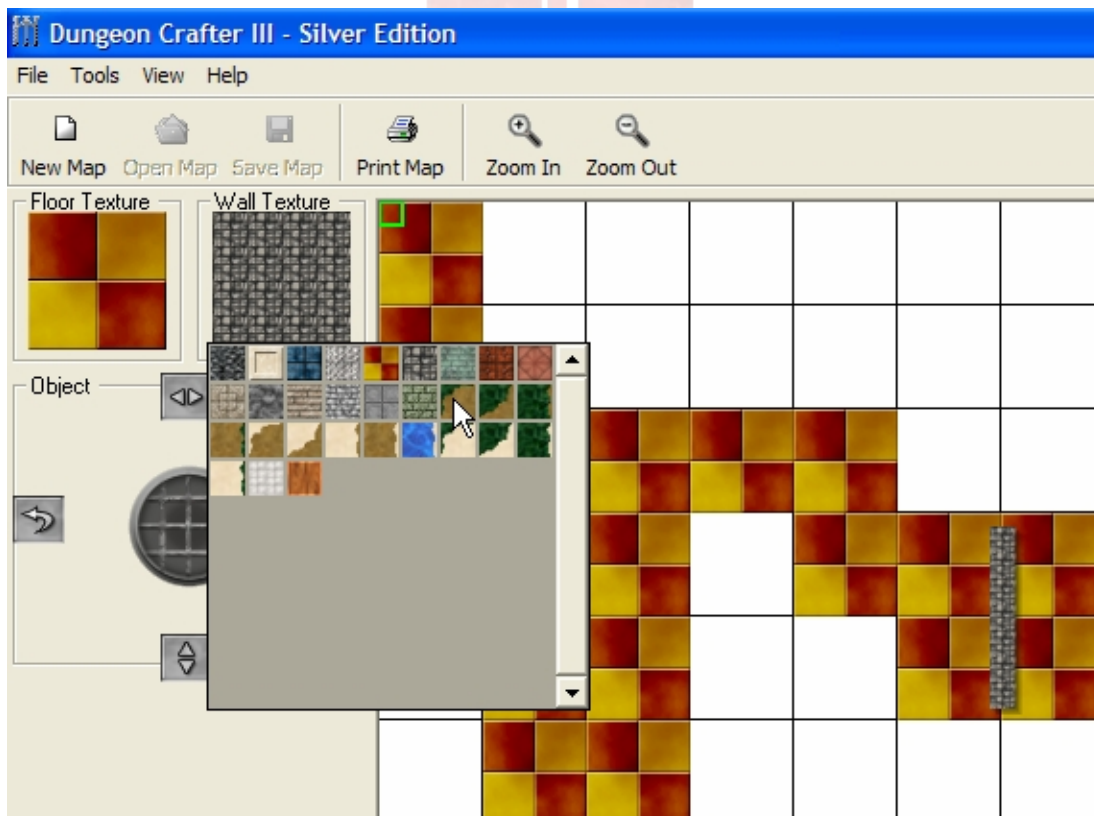 Dungeon Crafter III - Silver Edition
File Tools View Help
New Map Open Map Save Map Print Map Zoom In Zoom Out
Floor Texture Wall Texture
Object